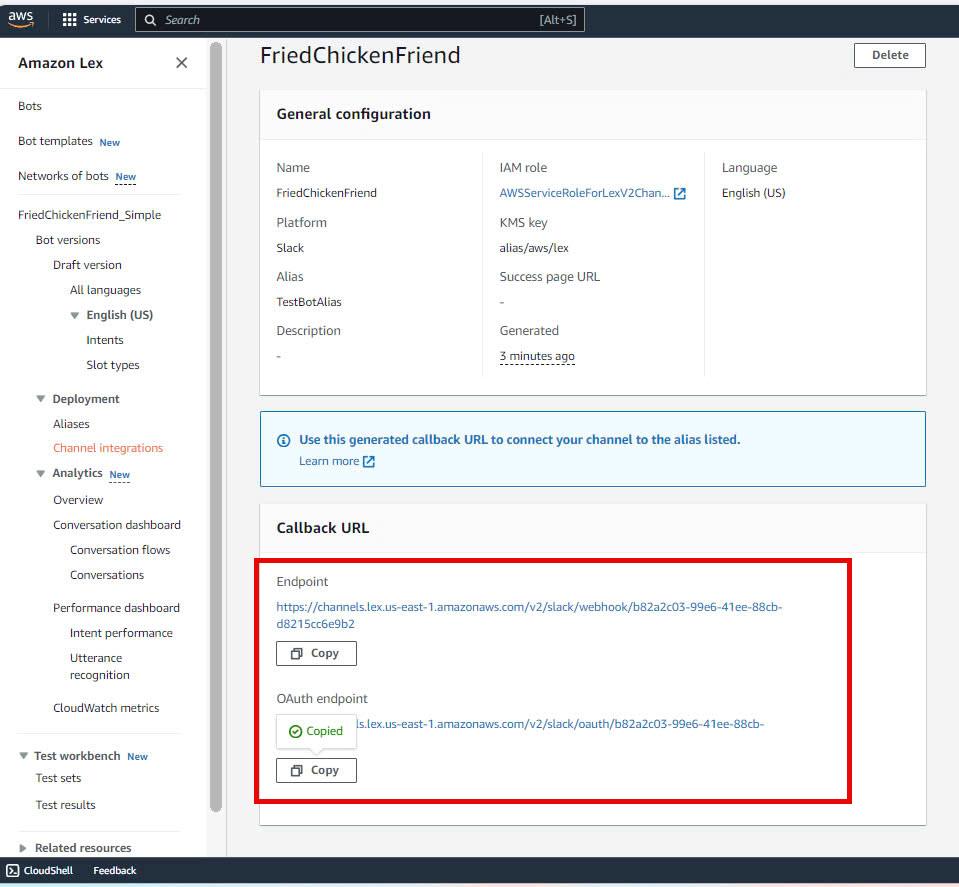 aws
Services
Search
[Alt+S]
Amazon Lex
Bots
Bot templates New
Networks of bots New
FriedChickenFriend_Simple
Bot versions
Draft version
All languages
English (US)
Intents
Slot types
Deployment
Aliases
Channel integrations
Analytics New
Overview
Conversation dashboard
Conversation flows
Conversations
Performance dashboard
Intent performance
Utterance
recognition
CloudWatch metrics
Test workbench New
Test sets
Test results
Related resources
FriedChickenFriend
Delete
General configuration
Name
FriedChickenFriend
Platform
Slack
Alias
TestBotAlias
Description
-
IAM role
AWSServiceRoleForLexV2Chan...
KMS key
alias/aws/lex
Success page URL
-
Generated
3 minutes ago
Language
English (US)
Use this generated callback URL to connect your channel to the alias listed.
Learn more
Callback URL
Endpoint
https://channels.lex.us-east-1.amazonaws.com/v2/slack/webhook/b82a2c03-99e6-41ee-88cb-
d8215cc6e9b2
Copy
OAuth endpoint
ls.lex.us-east-1.amazonaws.com/v2/slack/oauth/b82a2c03-99e6-41ee-88cb-
Copied
Copy
CloudShell
Feedback